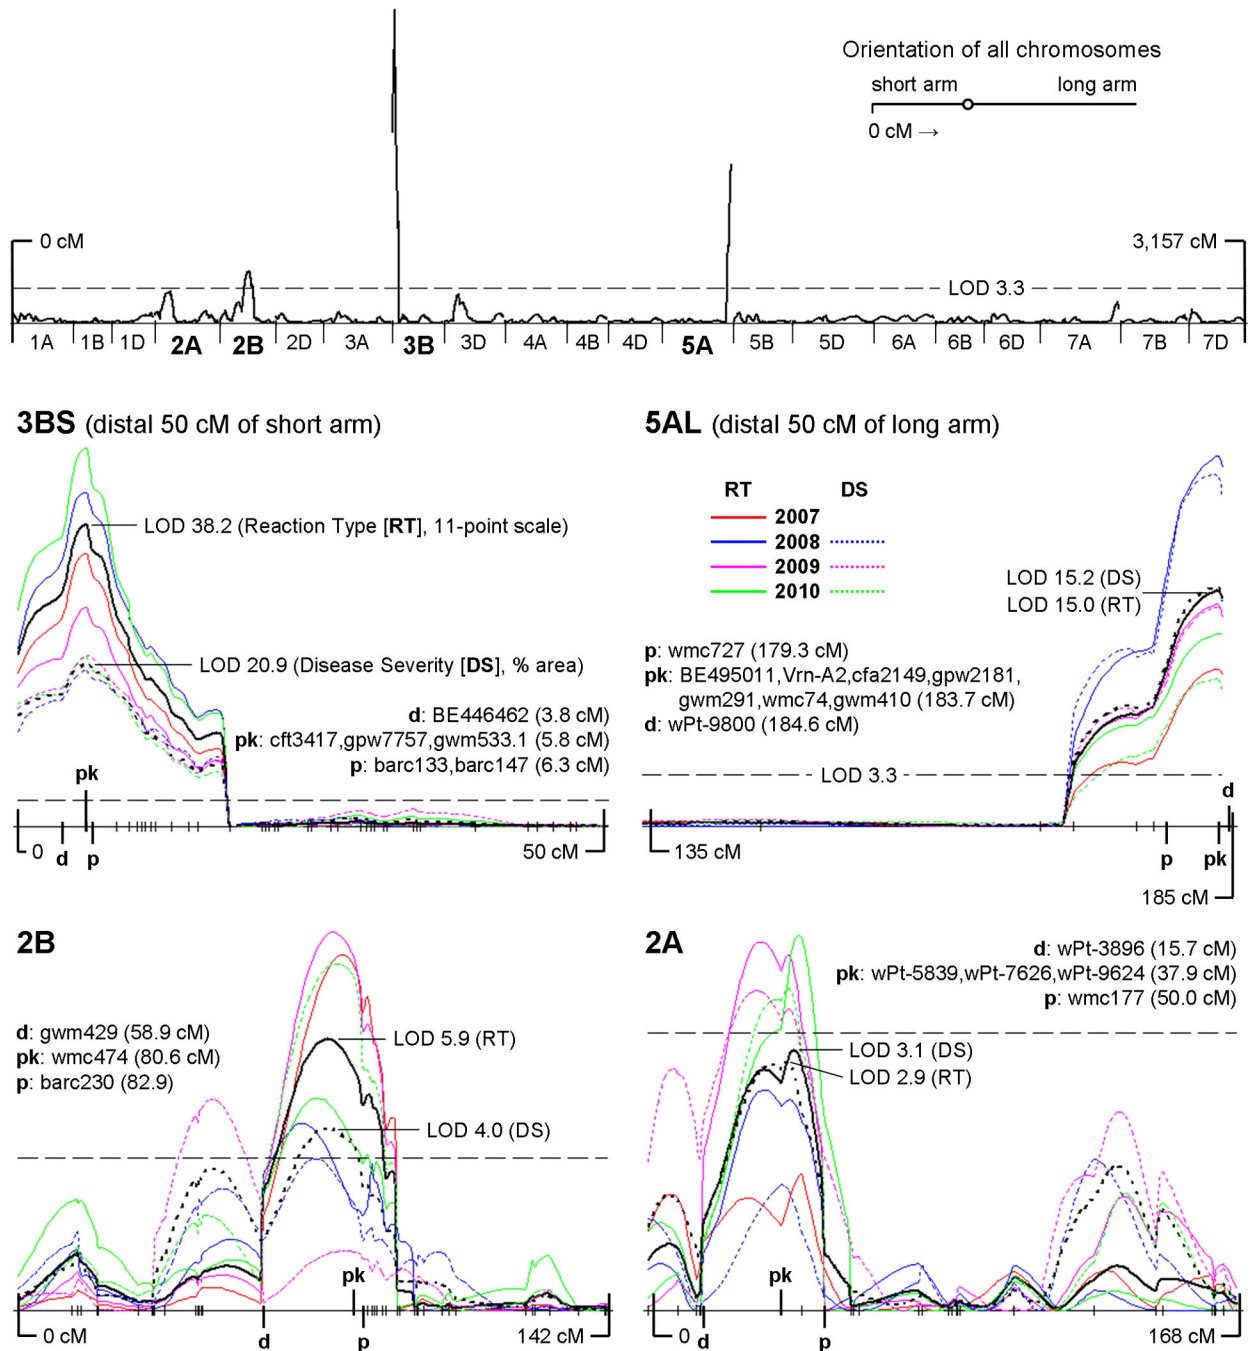 Orientation of all chromosomes
short arm long arm
0 cM →
0 cM
3,157 cM
LOD 3.3
1A 1B 1D 2A 2B 2D 3A 3B 3D 4A 4B 4D 5A 5B 5D 6A 6B 6D 7A 7B 7D
3BS (distal 50 cM of short arm)
LOD 38.2 (Reaction Type [RT], 11-point scale)
LOD 20.9 (Disease Severity [DS], % area)
d: BE446462 (3.8 cM)
pk: cft3417,gpw7757,gwm533.1 (5.8 cM)
p: barc133,barc147 (6.3 cM)
pk
0 d p 50 cM
5AL (distal 50 cM of long arm)
RT DS
2007
2008
2009
2010
LOD 15.2 (DS)
LOD 15.0 (RT)
p: wmc727 (179.3 cM)
pk: BE495011,Vrn-A2,cfa2149,gpw2181,
gwm291,wmc74,gwm410 (183.7 cM)
d: wPt-9800 (184.6 cM)
LOD 3.3
d
135 cM p pk
185 cM
2B
d: gwm429 (58.9 cM)
pk: wmc474 (80.6 cM)
p: barc230 (82.9)
LOD 5.9 (RT)
LOD 4.0 (DS)
pk
0 cM d p 142 cM
2A
d: wPt-3896 (15.7 cM)
pk: wPt-5839,wPt-7626,wPt-9624 (37.9 cM)
p: wmc177 (50.0 cM)
LOD 3.1 (DS)
LOD 2.9 (RT)
pk
0 d p 168 cM